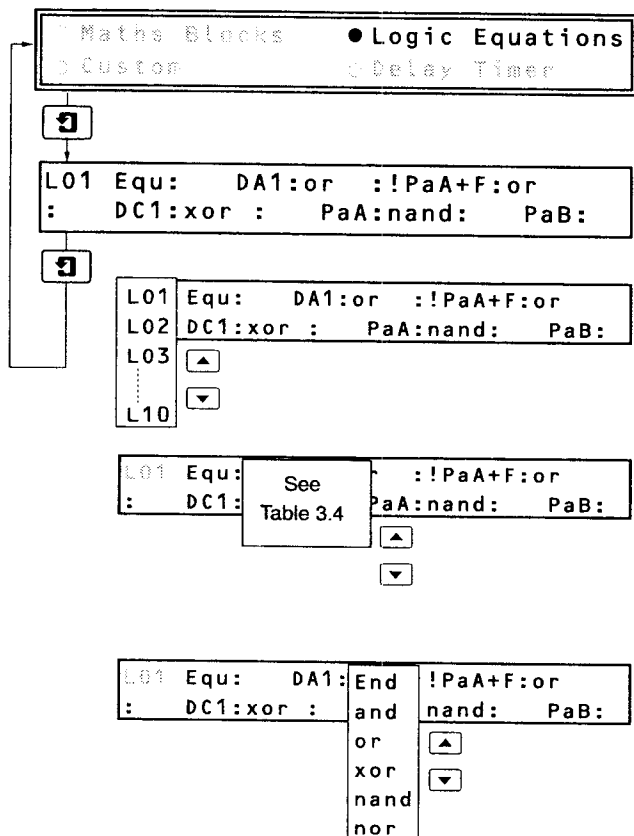 Maths Blocks ●Logic Equations
○Custom ○Delay Timer
L01 Equ: DA1:or :!PaA+F:or
: DC1:xor : PaA:nand: PaB:
L01 Equ: DA1:or :!PaA+F:or
L02 DC1:xor : PaA:nand: PaB:
L03
L10
L01 Equ: :!PaA+F:or
: DC1: PaA:nand: PaB:
See
Table 3.4
L01 Equ: DA1: !PaA+F:or
: DC1:xor : nand: PaB:
End
and
or
xor
nand
nor